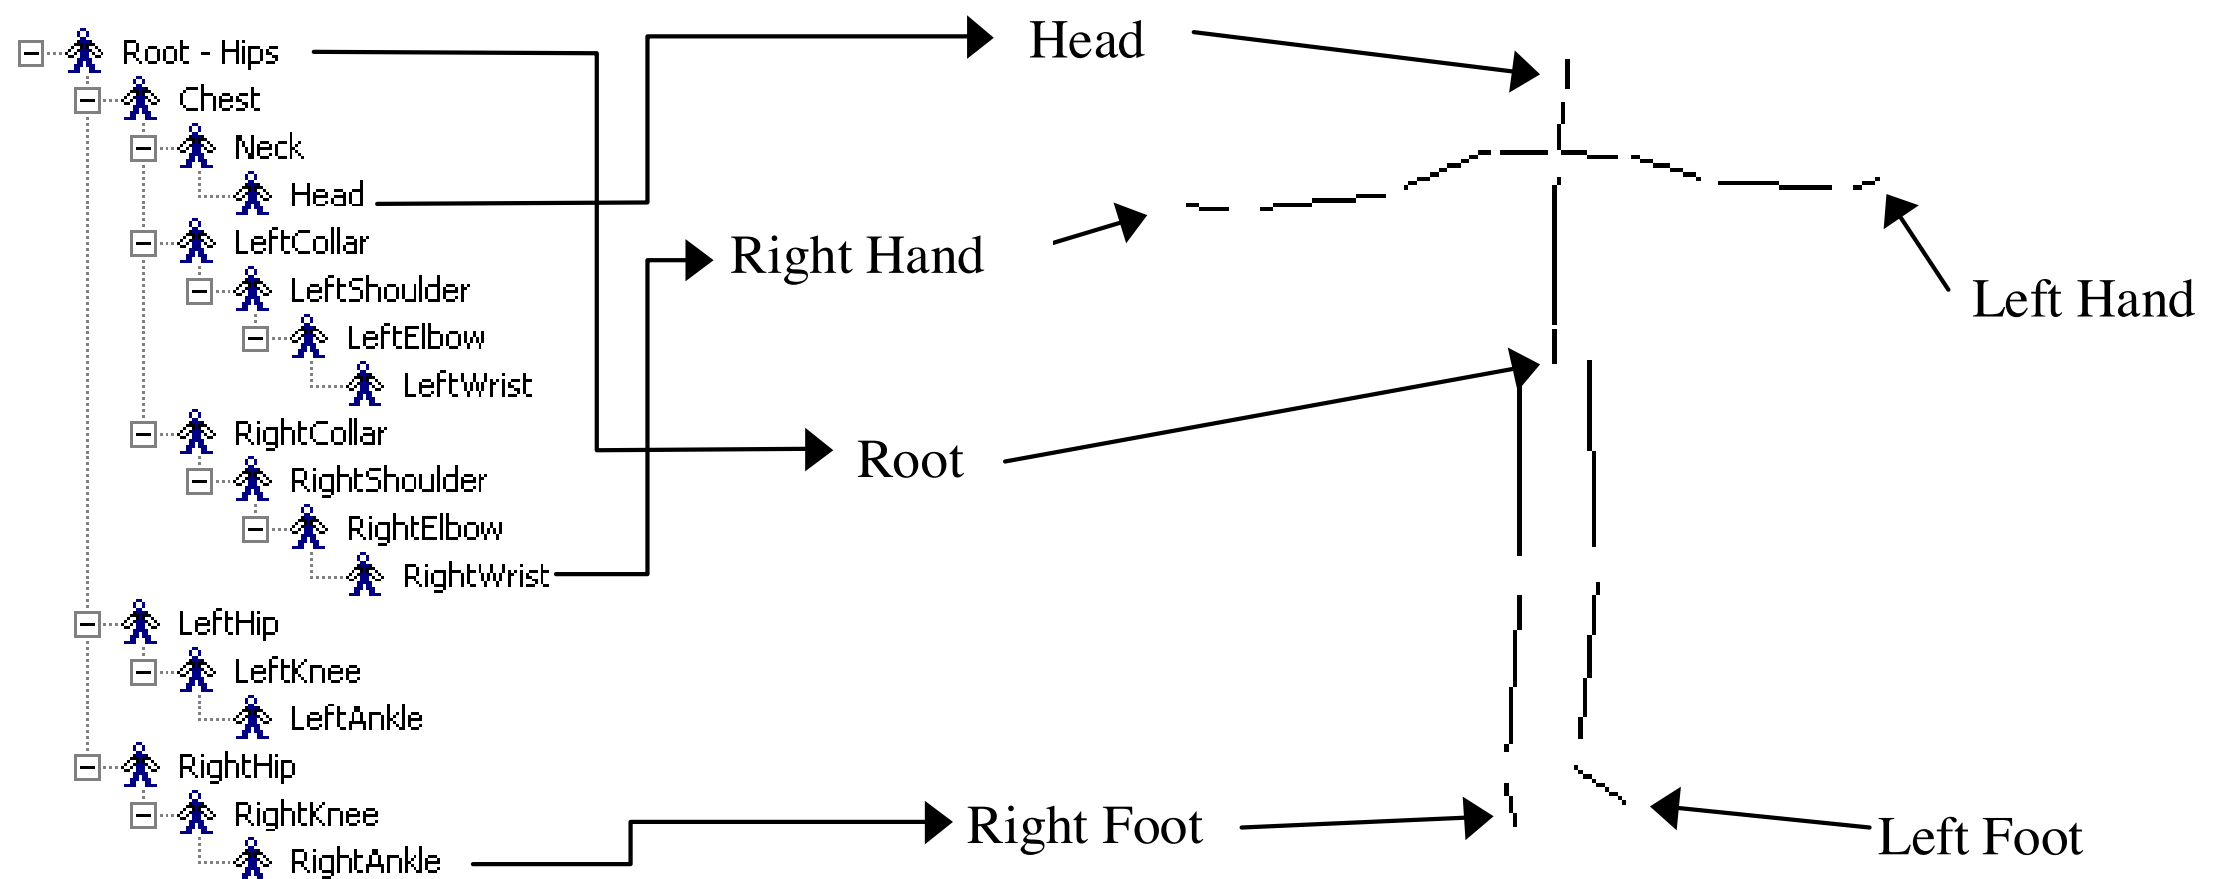 Root - Hips
Chest
Neck
Head
LeftCollar
LeftShoulder
LeftElbow
LeftWrist
RightCollar
RightShoulder
RightElbow
RightWrist
LeftHip
LeftKnee
LeftAnkle
RightHip
RightKnee
RightAnkle
Head
Right Hand
Left Hand
Root
Right Foot
Left Foot